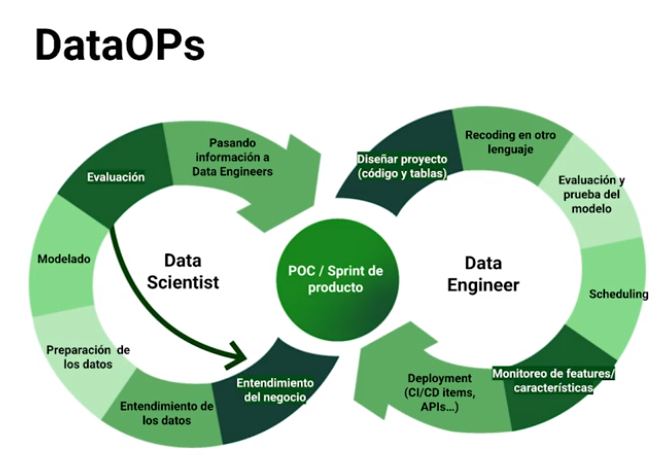 DataOPs
Pasando
información a
Data Engineers
Evaluación
Modelado
Preparación de
los datos
Entendimiento de
los datos
Entendimiento
del negocio
Data
Scientist
POC / Sprint de
producto
Diseñar proyecto
(código y tablas)
Recoding en otro
lenguaje
Evaluación y
prueba del
modelo
Scheduling
Monitoreo de features/
características
Deployment
(CI/CD items,
APIs...)
Data
Engineer